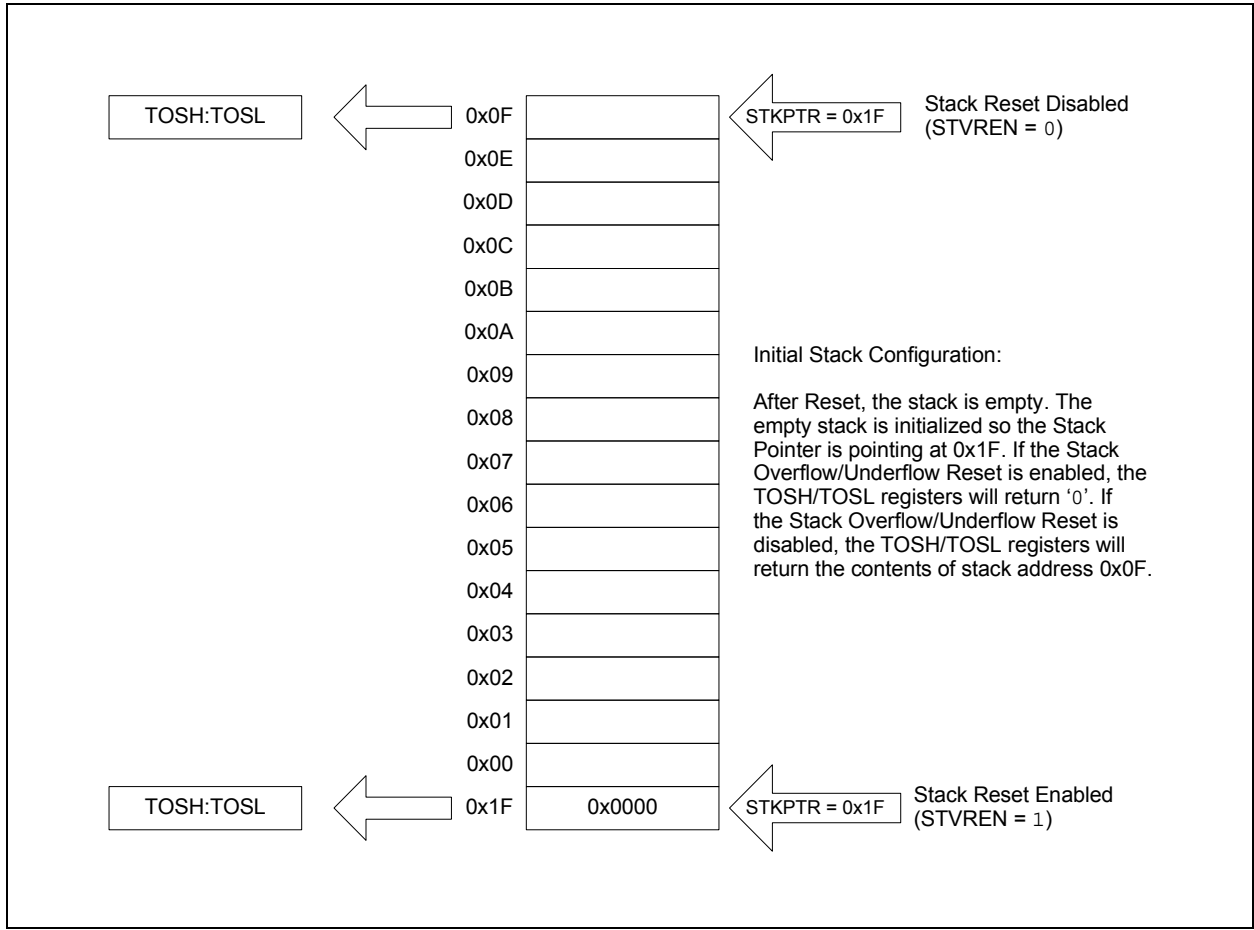 TOSH:TOSL
0x0F
STKPTR = 0x1F
Stack Reset Disabled
(STVREN = 0)
0x0E
0x0D
0x0C
0x0B
0x0A
0x09
0x08
0x07
0x06
0x05
0x04
0x03
0x02
0x01
0x00
Initial Stack Configuration:
After Reset, the stack is empty. The
empty stack is initialized so the Stack
Pointer is pointing at 0x1F. If the Stack
Overflow/Underflow Reset is enabled, the
TOSH/TOSL registers will return ‘0’. If
the Stack Overflow/Underflow Reset is
disabled, the TOSH/TOSL registers will
return the contents of stack address 0x0F.
TOSH:TOSL
0x1F
0x0000
STKPTR = 0x1F
Stack Reset Enabled
(STVREN = 1)